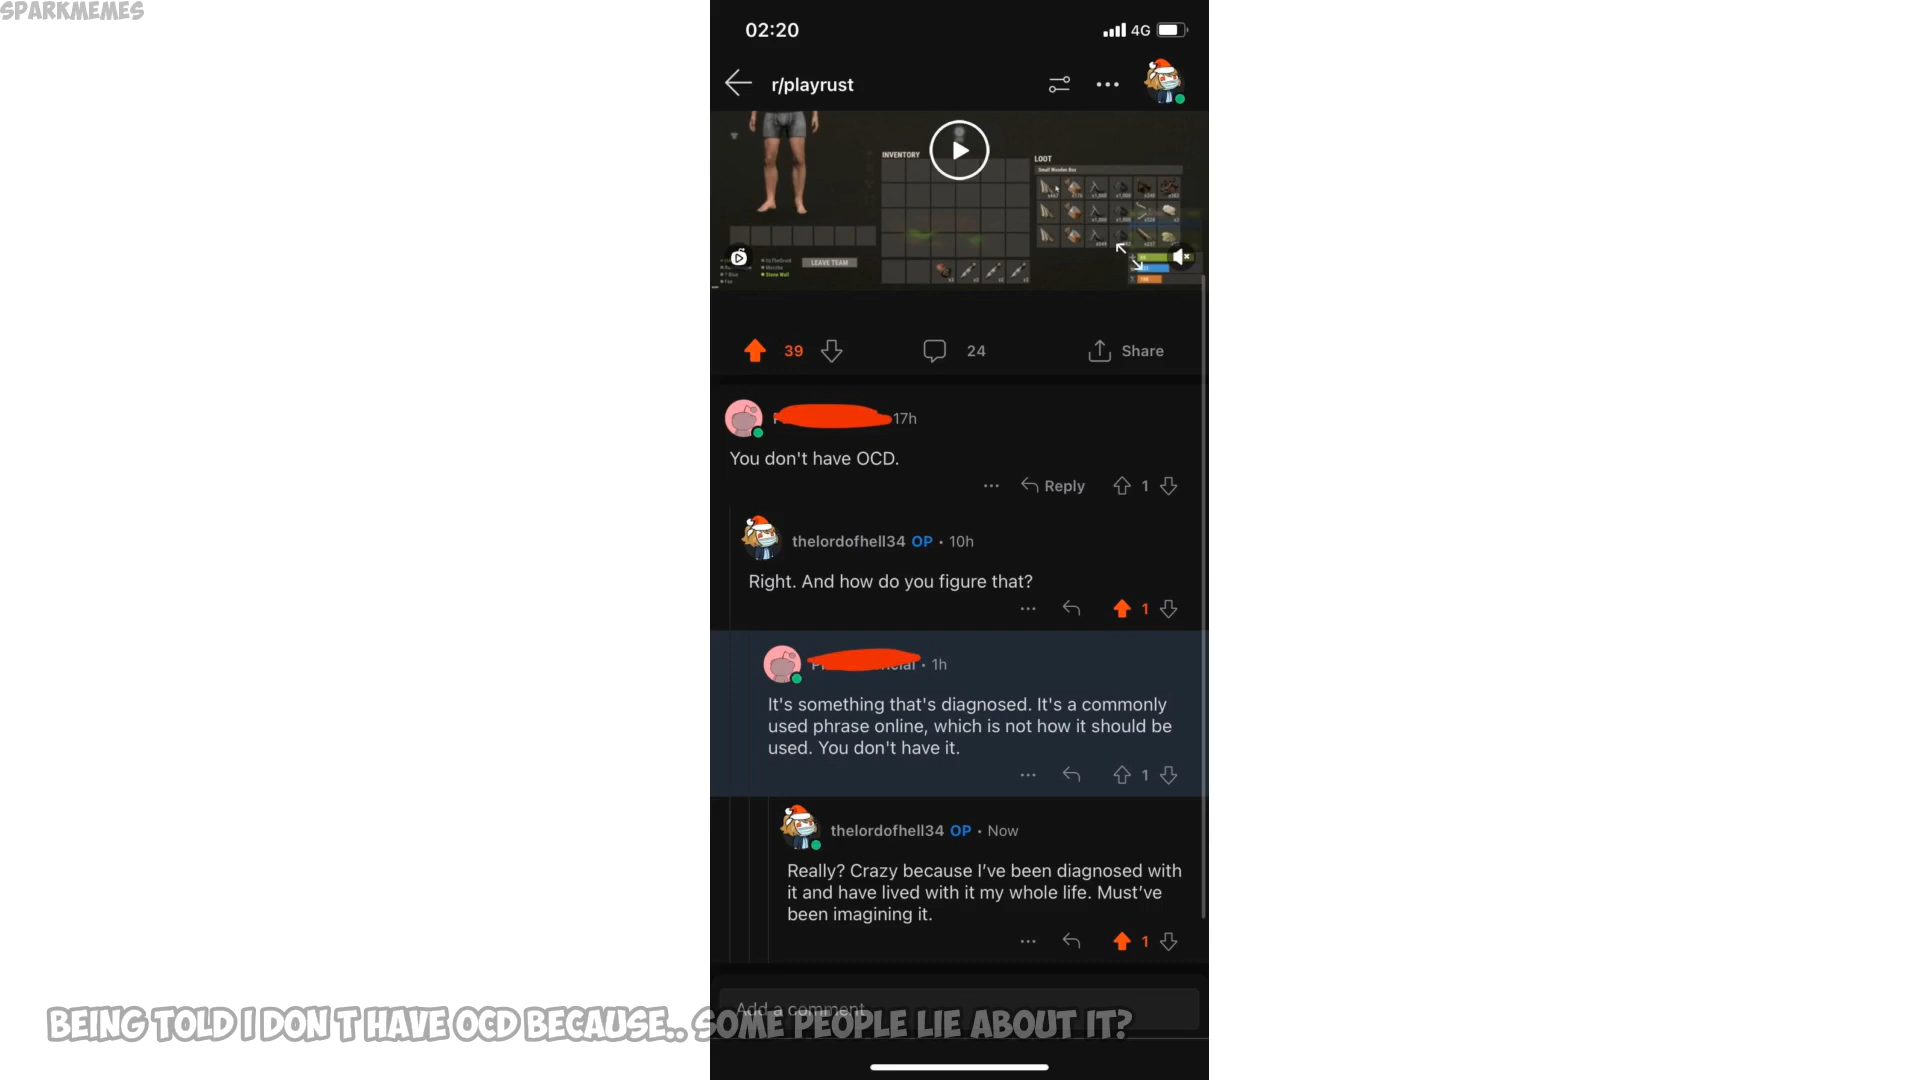 SPARKMEMES
02:20
4G
r/playrust
INVENTORY
LOOT
Small Wooden Box
LEAVE TEAM
39
24
Share
17h
You don't have OCD.
Reply
1
thelordofhell34 OP • 10h
Right. And how do you figure that?
1
• 1h
It's something that's diagnosed. It's a commonly
used phrase online, which is not how it should be
used. You don't have it.
1
thelordofhell34 OP • Now
Really? Crazy because I've been diagnosed with
it and have lived with it my whole life. Must've
been imagining it.
1
Add a comment
BEING TOLD I DON T HAVE OCD BECAUSE.. SOME PEOPLE LIE ABOUT IT?